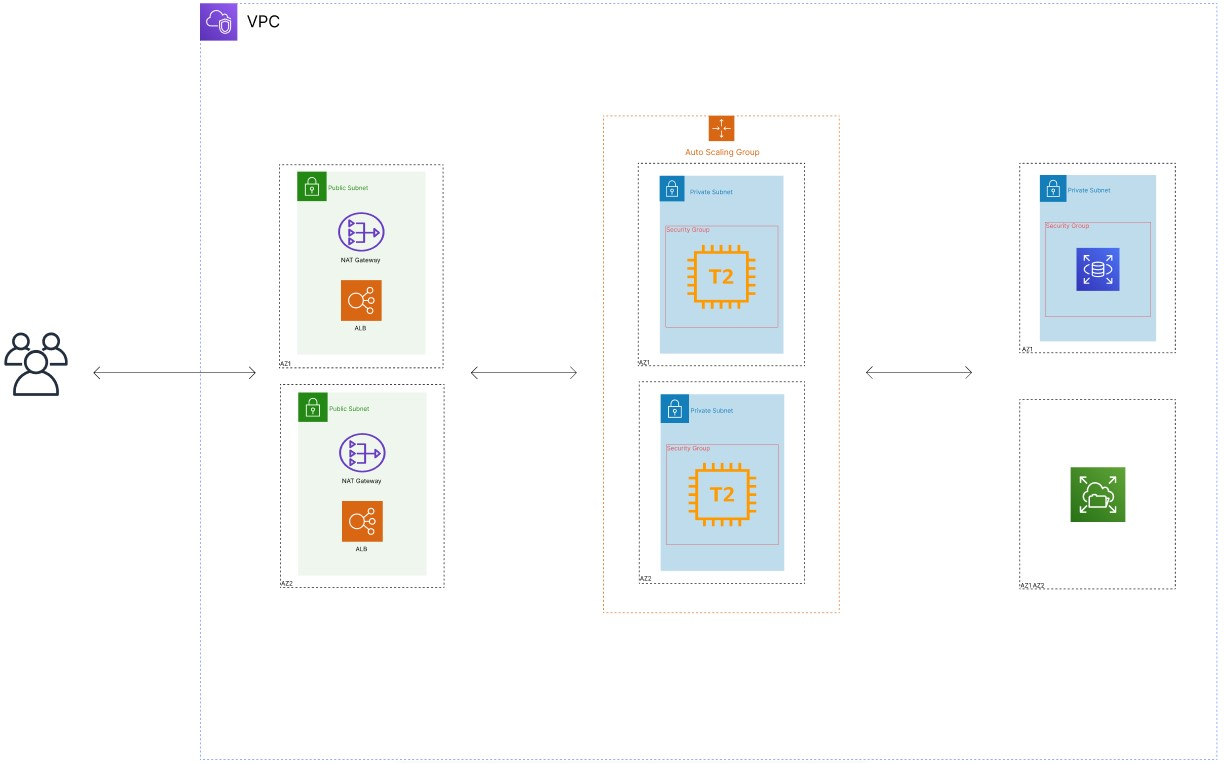 VPC
Public Subnet
NAT Gateway
ALB
AZ1
Public Subnet
NAT Gateway
ALB
AZ2
Auto Scaling Group
Private Subnet
Security Group
T2
AZ1
Private Subnet
Security Group
T2
AZ2
Private Subnet
Security Group
AZ1
AZ1 AZ2